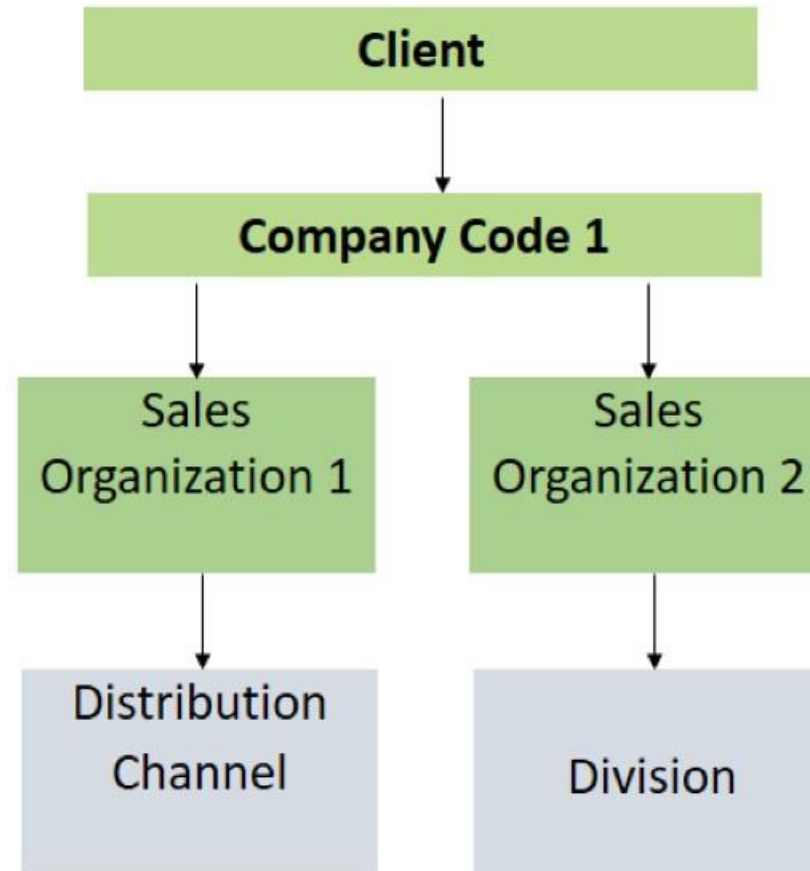 Client
Company Code 1
Sales
Organization 1
Sales
Organization 2
Distribution
Channel
Division